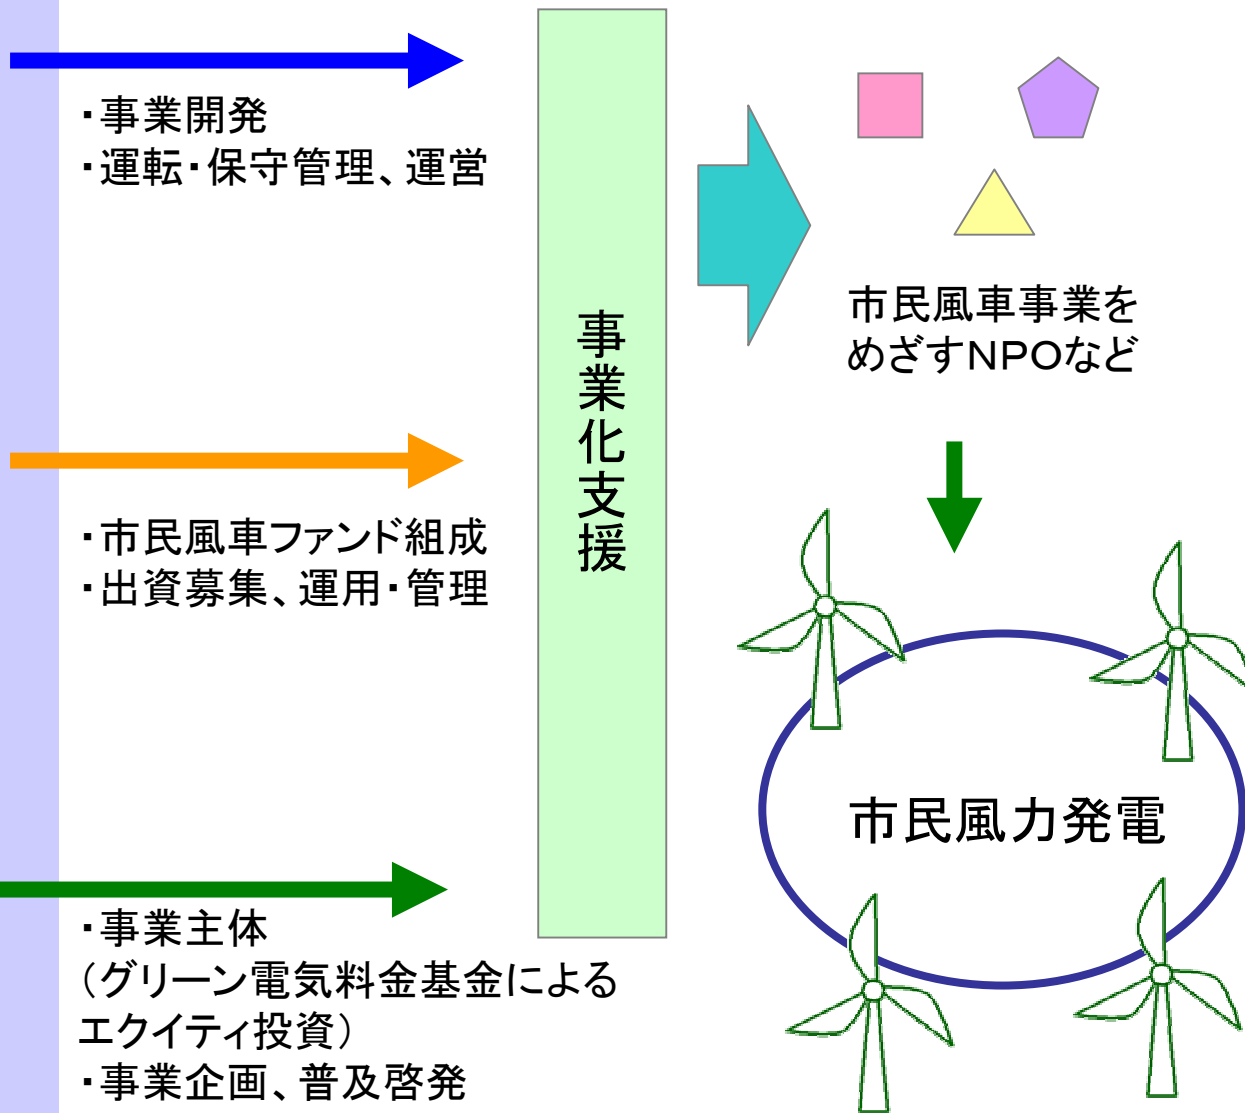 ・事業開発
・運転・保守管理、運営
・市民風車ファンド組成
・出資募集、運用・管理
・事業主体
（グリーン電気料金基金による
エクイティ投資）
・事業企画、普及啓発
事業化支援
市民風車事業を
めざすNPOなど
市民風力発電